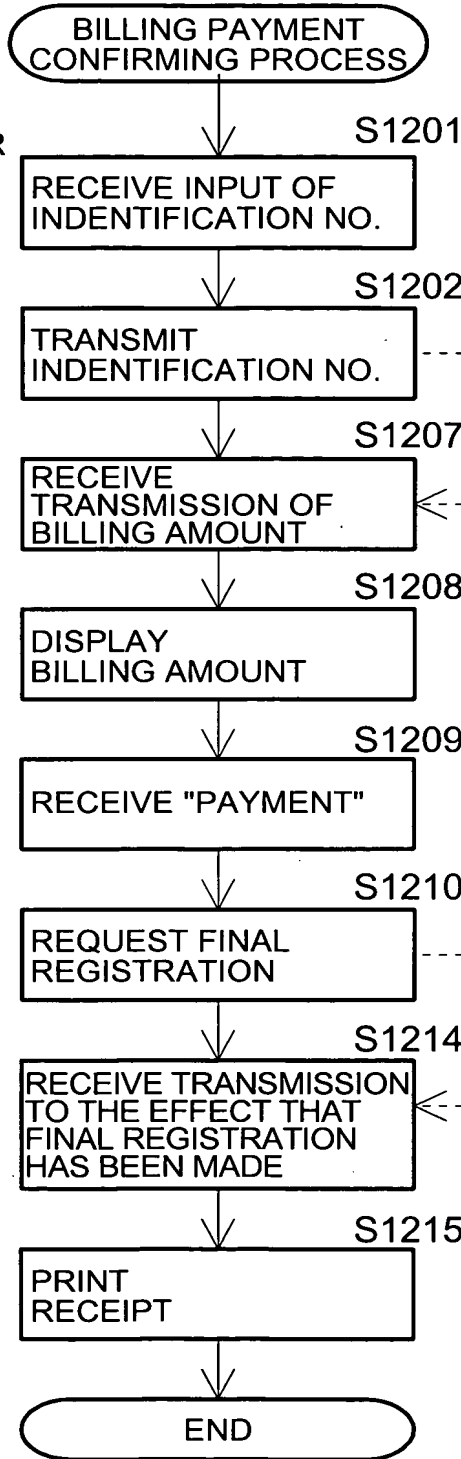 BILLING PAYMENT
CONFIRMING PROCESS
S1201
R
RECEIVE INPUT OF
INDENTIFICATION NO.
S1202
TRANSMIT
INDENTIFICATION NO.
S1207
RECEIVE
TRANSMISSION OF
BILLING AMOUNT
S1208
DISPLAY
BILLING AMOUNT
S1209
RECEIVE "PAYMENT"
S1210
REQUEST FINAL
REGISTRATION
S1214
RECEIVE TRANSMISSION
TO THE EFFECT THAT
FINAL REGISTRATION
HAS BEEN MADE
S1215
PRINT
RECEIPT
END